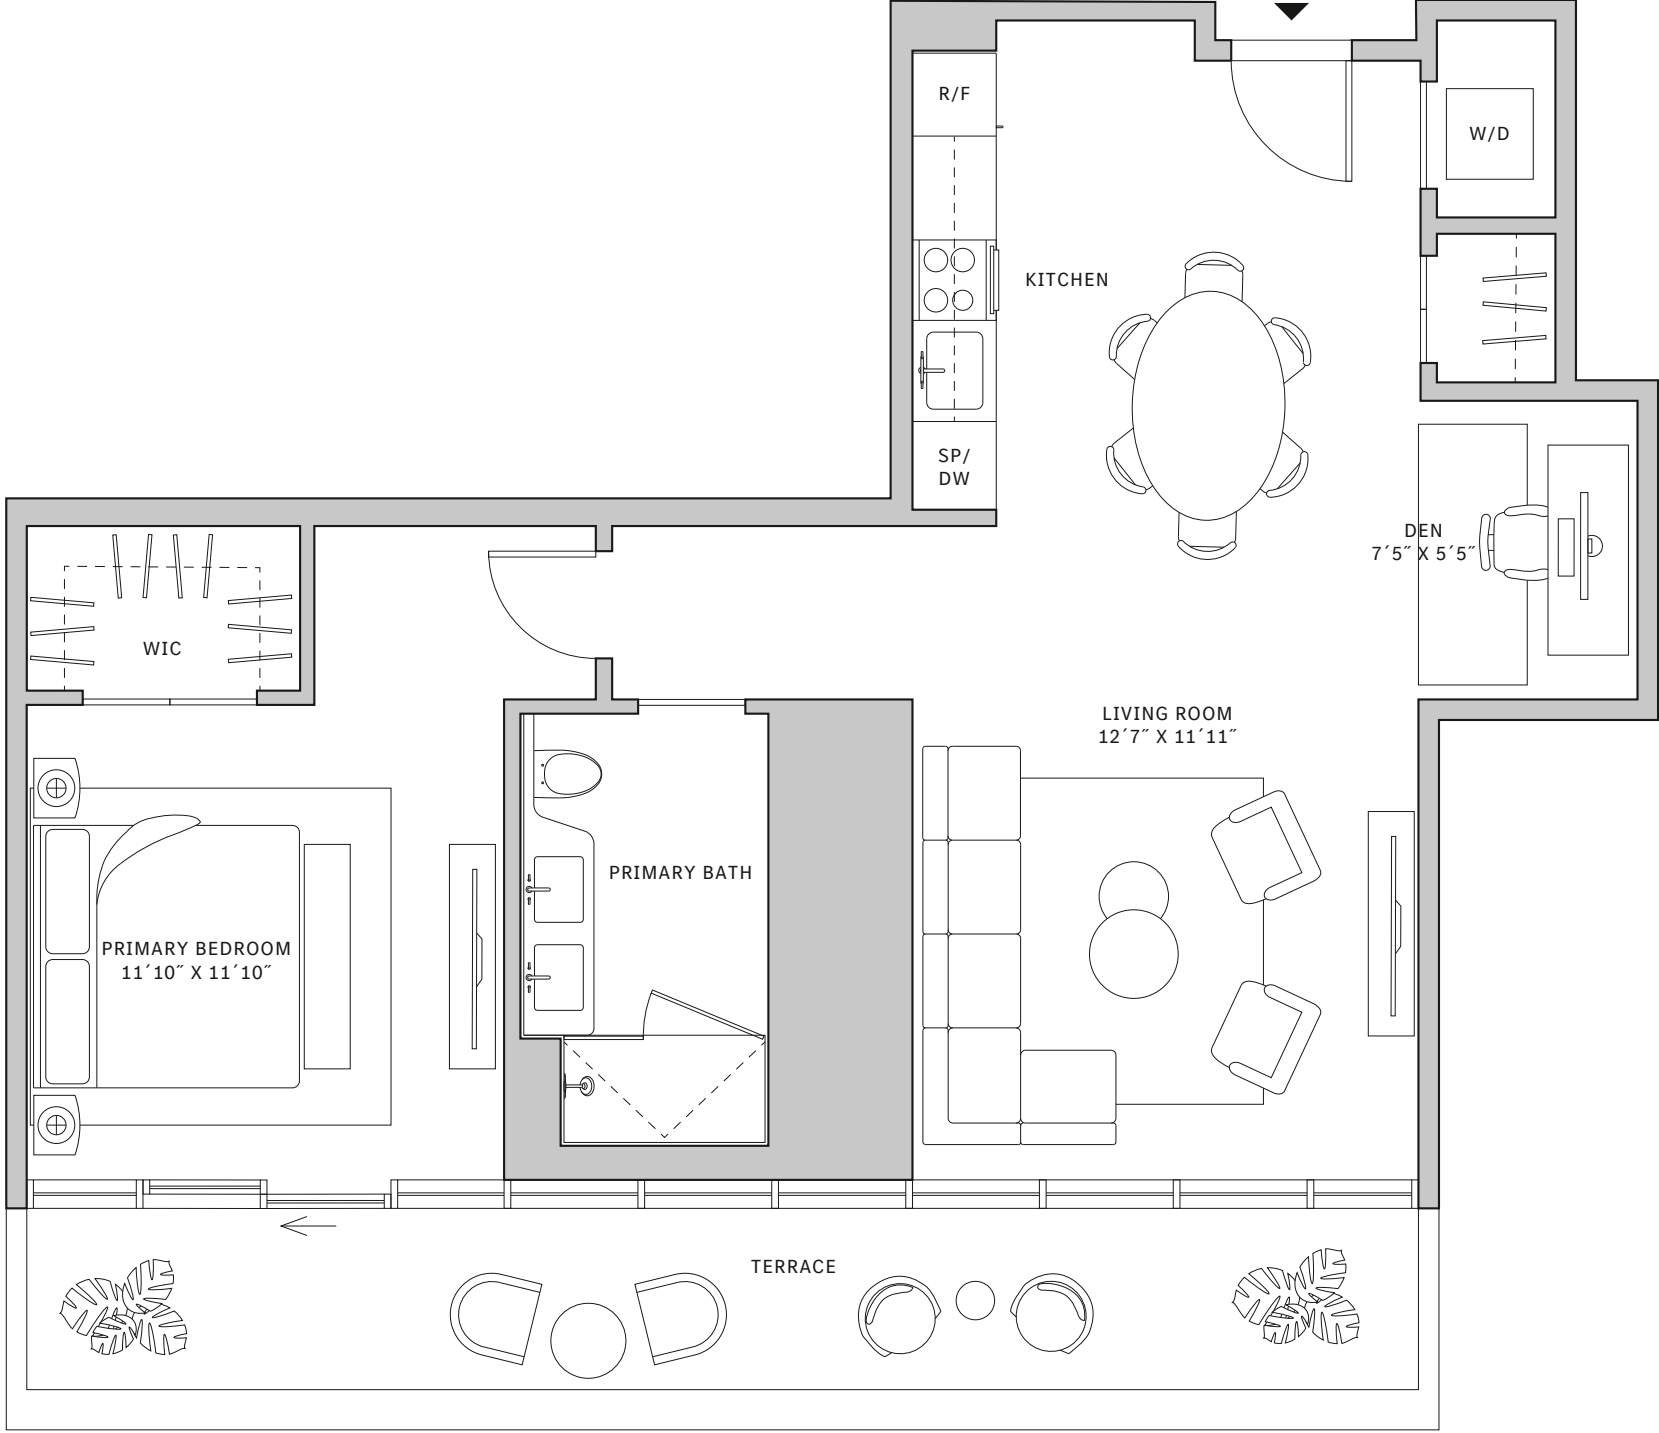 R/F
W/D
KITCHEN
SP/
DW
DEN
7´5˝ X 5´5˝
WIC
LIVING ROOM
12´7˝ X 11´11˝
PRIMARY BATH
PRIMARY BEDROOM
11´10˝ X 11´10˝
TERRACE